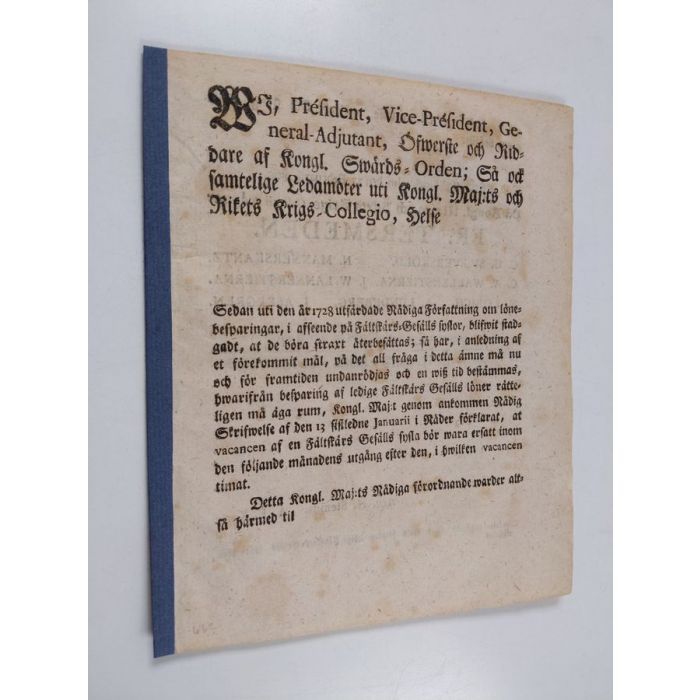 WJ, Présìdent, Vice-Présìdent, Ge-
neral-Adjutant, Öfwerste och Rid-
dare af Kongl. Swärds-Orden; Så ock
samtelige Ledamöter uti Kongl. Maj:ts och
Rikets Krigs-Collegio, Helse
Sedan uti den år 1728 utfärdade Nådiga Författning om löne-
besparingar, i afseende på Fältskärs-Gesälls syslor, blifwit stad-
gadt, at de böra straxt återbesättas; så har, i anledning af
et förekommit mål, på det all fråga i detta ämne må nu
och för framtiden undanrödjas och en wiß tid bestämmas,
hwarifrån besparing af ledige Fältskärs Gesälls löner rätte-
ligen må äga rum, Kongl. Maj:t genom ankommen Nådig
Skrifwelse af den 13 sistledne Januarii i Nåder förklarat, at
vacancen af en Fältskärs Gesälls sysla bör wara ersatt inom
den följande månadens utgång efter den, i hwilken vacancen
timat.
Detta Kongl. Maj:ts Nådiga förordnande warder alt-
så härmed til